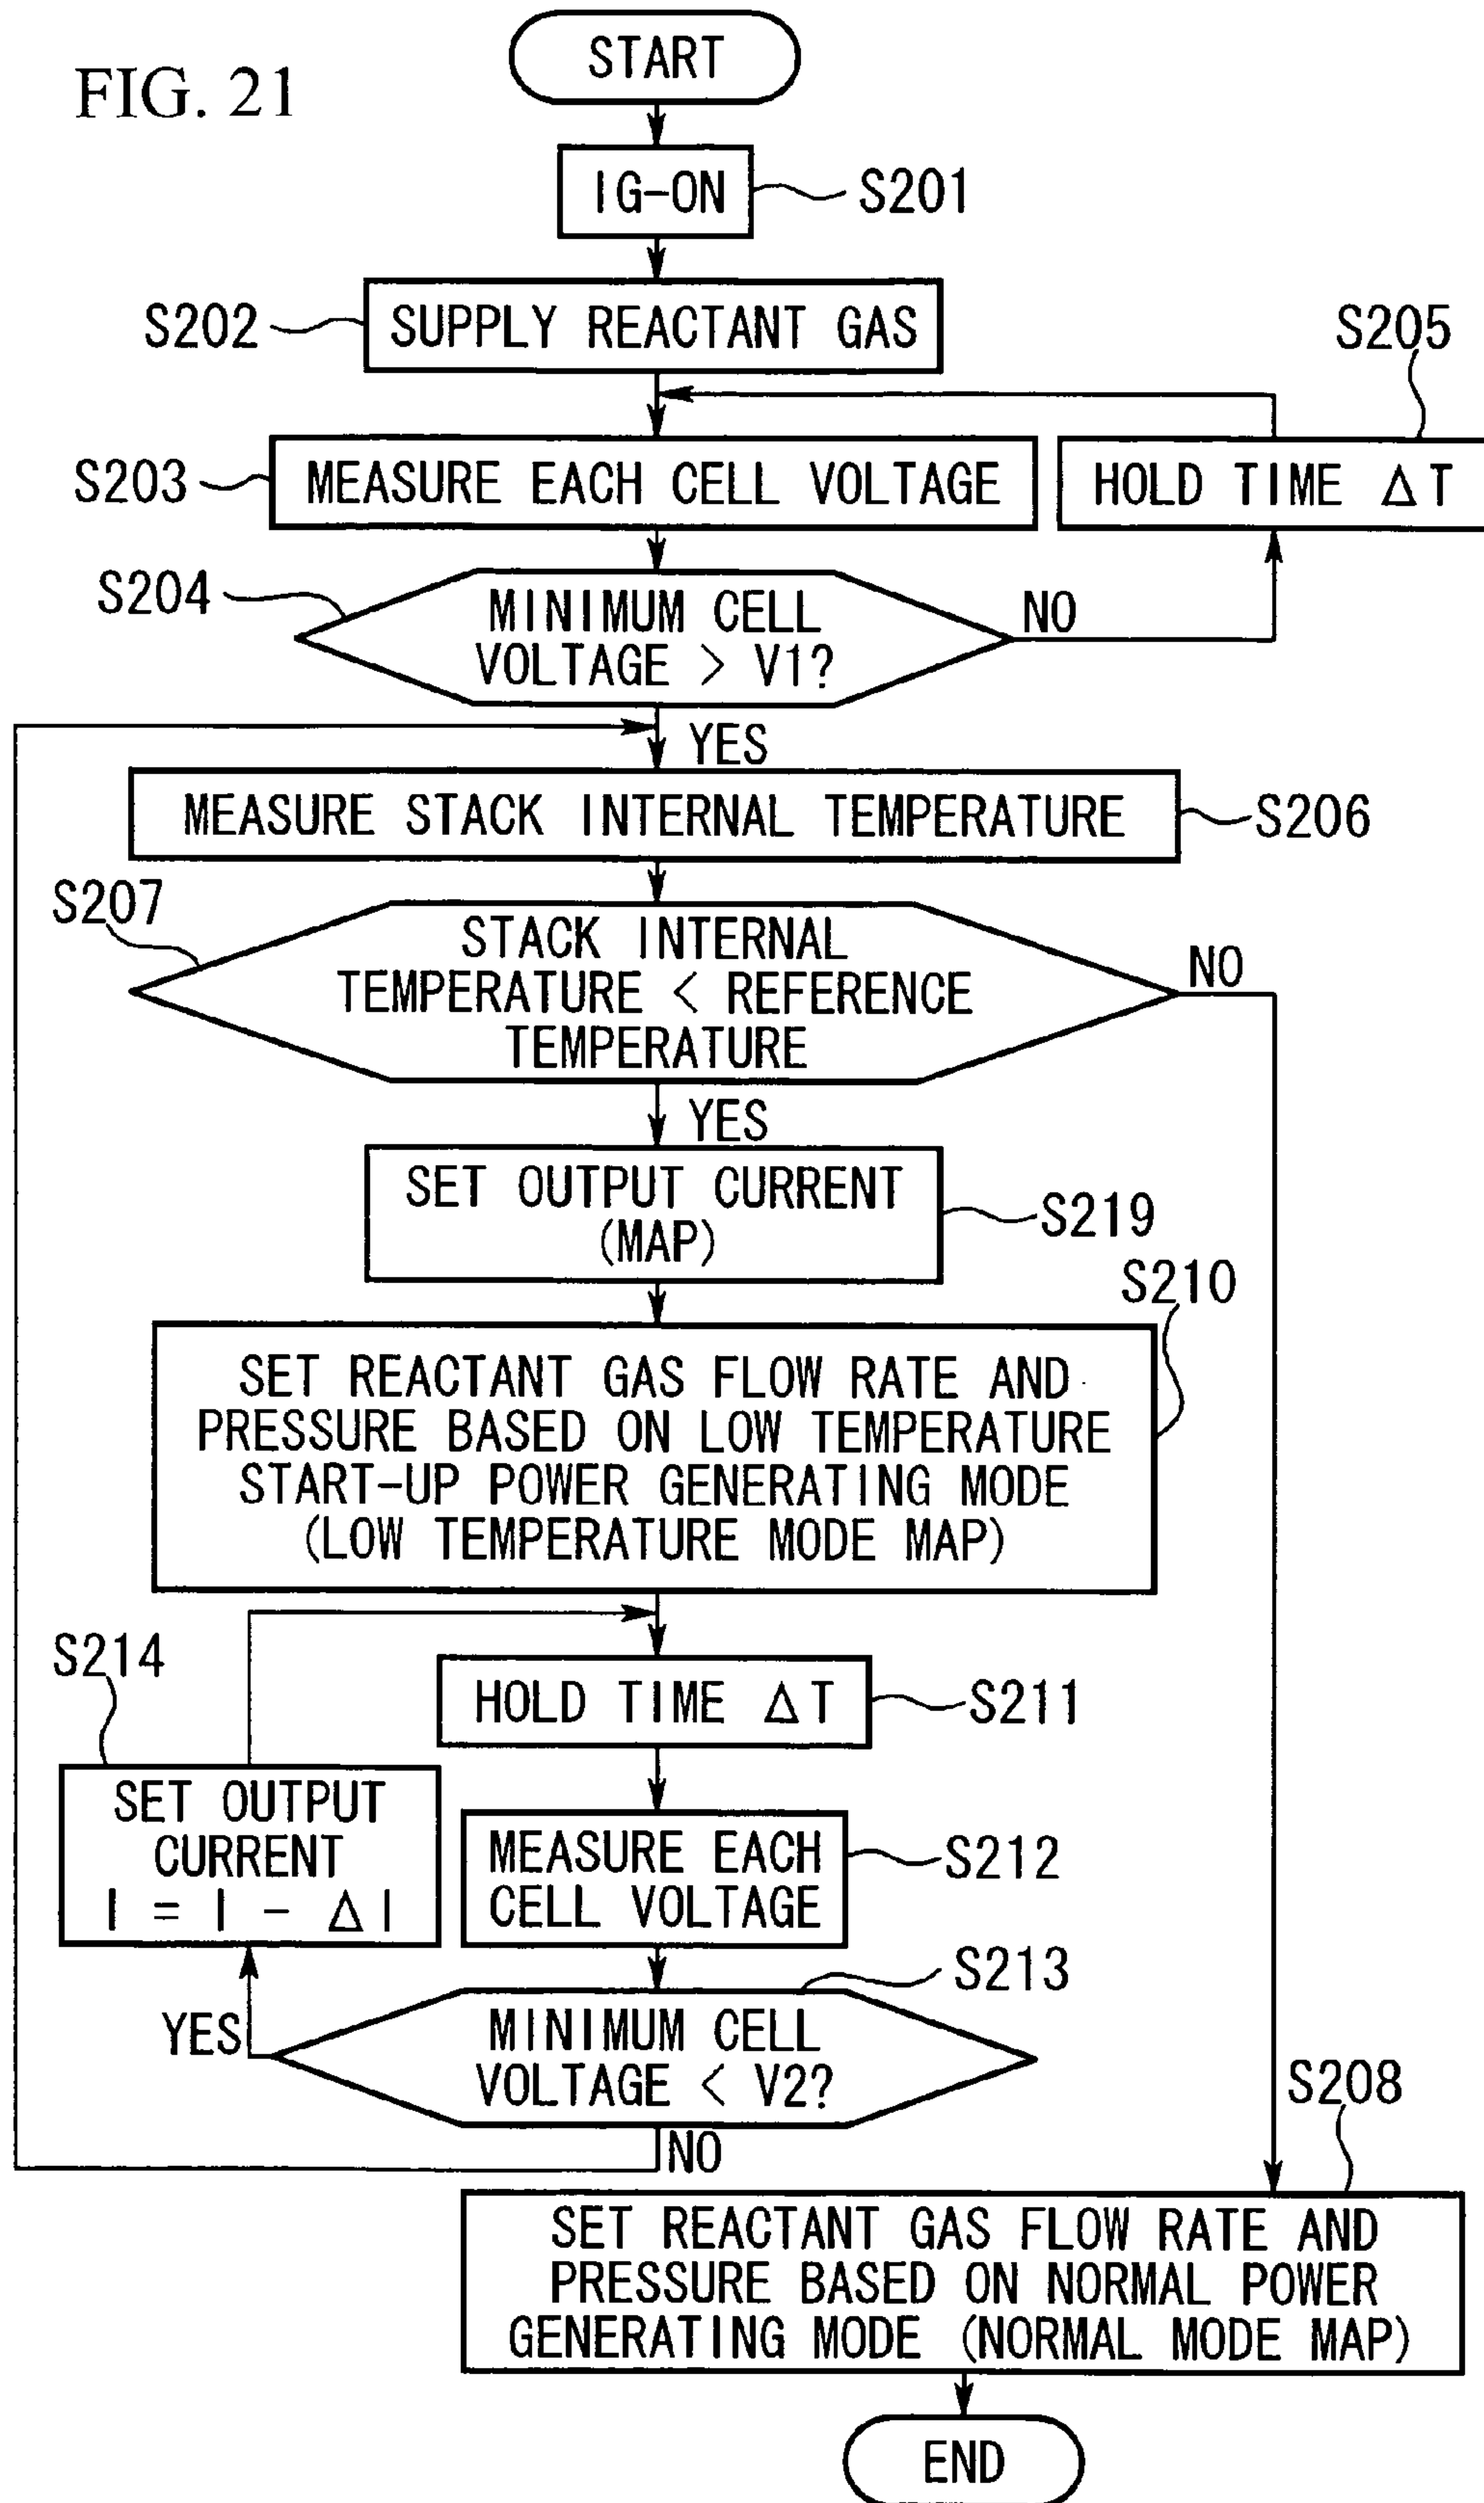 FIG. 21
START
IG-ON
S201
S202
SUPPLY REACTANT GAS
S205
S203
MEASURE EACH CELL VOLTAGE
HOLD TIME ΔT
S204
MINIMUM CELL
VOLTAGE > V1?
NO
YES
MEASURE STACK INTERNAL TEMPERATURE
S206
S207
STACK INTERNAL
TEMPERATURE < REFERENCE
TEMPERATURE
NO
YES
SET OUTPUT CURRENT
(MAP)
S219
S210
SET REACTANT GAS FLOW RATE AND
PRESSURE BASED ON LOW TEMPERATURE
START-UP POWER GENERATING MODE
(LOW TEMPERATURE MODE MAP)
S214
HOLD TIME ΔT
S211
SET OUTPUT
CURRENT
I = I - ΔI
MEASURE EACH
CELL VOLTAGE
S212
S213
YES
MINIMUM CELL
VOLTAGE < V2?
NO
S208
SET REACTANT GAS FLOW RATE AND
PRESSURE BASED ON NORMAL POWER
GENERATING MODE (NORMAL MODE MAP)
END